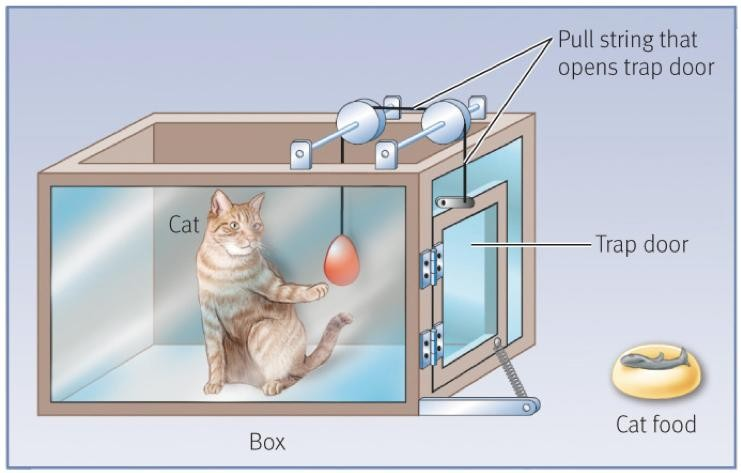 Pull string that
opens trap door
Cat
Trap door
Cat food
Box